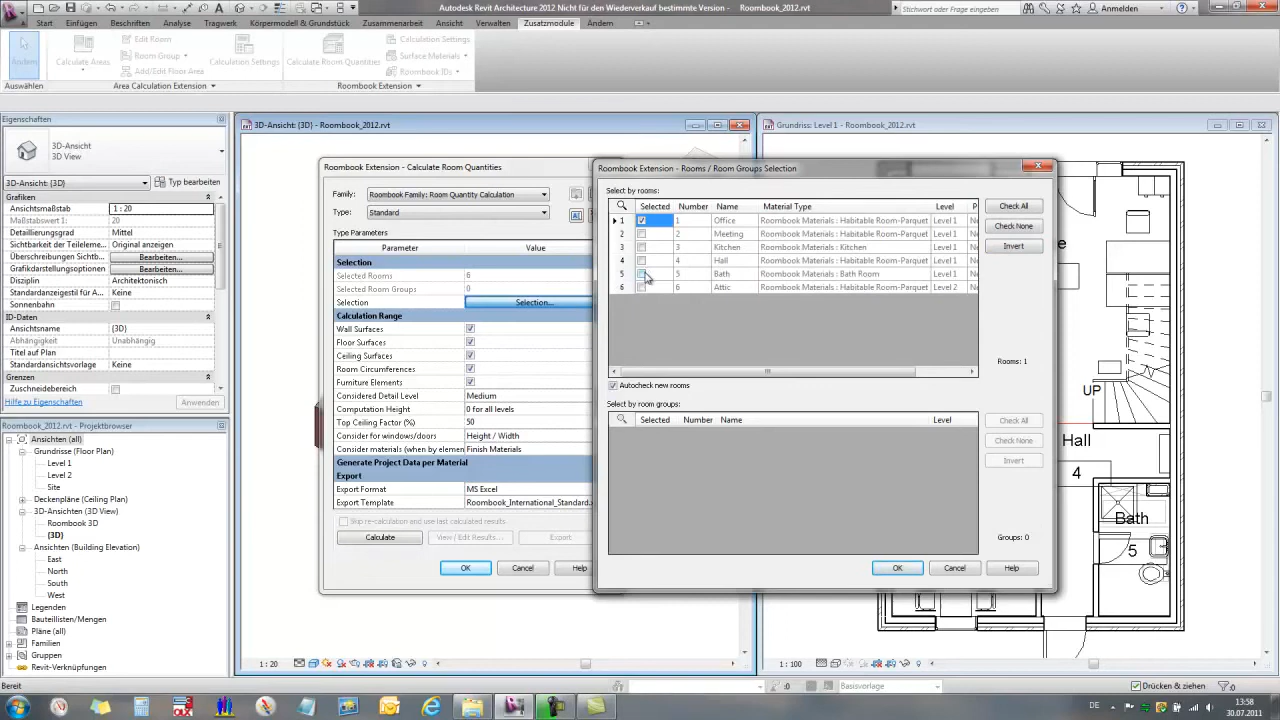 Autodesk Revit Architecture 2012 Nicht für den Wiederverkauf bestimmte Version - Roombook_2012.rvt
Stichwort oder Frage eingeben
Anmelden
Start Einfügen Beschriften Analyse Tragwerk Körpermodell & Grundstück Zusammenarbeit Ansicht Verwalten Zusatzmodule Ändern
Ändern
Calculate Areas
Edit Room
Room Group
Add/Edit Floor Area
Calculation Settings
Calculate Room Quantities
Calculation Settings
Surface Materials
Roombook IDs
Auswählen
Area Calculation Extension
Roombook Extension
Eigenschaften
3D-Ansicht
3D View
3D-Ansicht: {3D}
Typ bearbeiten
Grafiken
Ansichtsmaßstab 1 : 20
Maßstabswert 1: 20
Detaillierungsgrad Mittel
Sichtbarkeit der Teileleme... Original anzeigen
Überschreibungen Sichtb... Bearbeiten...
Grafikdarstellungsoptionen Bearbeiten...
Disziplin Architektonisch
Anzeigenstandardstil für A... Keine
Sonnenbahn
ID-Daten
Ansichtsname {3D}
Abhängigkeit Unabhängig
Titel auf Plan
Standardansichtsvorlage Keine
Grenzen
Zuschneidebereich
Hilfe zu Eigenschaften
Anwenden
Roombook_2012.rvt - Projektbrowser
Ansichten (all)
Grundrisse (Floor Plan)
Level 1
Level 2
Site
Deckenpläne (Ceiling Plan)
3D-Ansichten (3D View)
Roombook 3D
{3D}
Ansichten (Building Elevation)
East
North
South
West
Legenden
Bauteillisten/Mengen
Pläne (all)
Familien
Gruppen
Revit-Verknüpfungen
3D-Ansicht: {3D} - Roombook_2012.rvt
Roombook Extension - Calculate Room Quantities
Family: Roombook Family: Room Quantity Calculation
Type: Standard
Type Parameters
Parameter Value
Selection
Selected Rooms 6
Selected Room Groups 0
Selection Selection...
Calculation Range
Wall Surfaces
Floor Surfaces
Ceiling Surfaces
Room Circumferences
Furniture Elements
Considered Detail Level Medium
Computation Height 0 for all levels
Top Ceiling Factor (%) 50
Consider for windows/doors Height / Width
Consider materials (when by elemen Finish Materials
Generate Project Data per Material
Export
Export Format MS Excel
Export Template Roombook_International_Standard.x
Skip re-calculation and use last calculated results
Calculate View / Edit Results... Export
OK Cancel Help
Roombook Extension - Rooms / Room Groups Selection
Select by rooms:
Selected Number Name Material Type Level
1 1 Office Roombook Materials : Habitable Room-Parquet Level 1
2 2 Meeting Roombook Materials : Habitable Room-Parquet Level 1
3 3 Kitchen Roombook Materials : Kitchen Level 1
4 4 Hall Roombook Materials : Habitable Room-Parquet Level 1
5 5 Bath Roombook Materials : Bath Room Level 1
6 6 Attic Roombook Materials : Habitable Room-Parquet Level 2
Check All
Check None
Invert
Rooms: 1
Autocheck new rooms
Select by room groups:
Selected Number Name Level
Check All
Check None
Invert
Groups: 0
OK Cancel Help
Grundriss: Level 1 - Roombook_2012.rvt
UP
Hall
4
Bath
5
1 : 20
1 : 100
Bereit
:0
Basisvorlage
Drücken & ziehen
:0
DE
13:58
30.07.2011